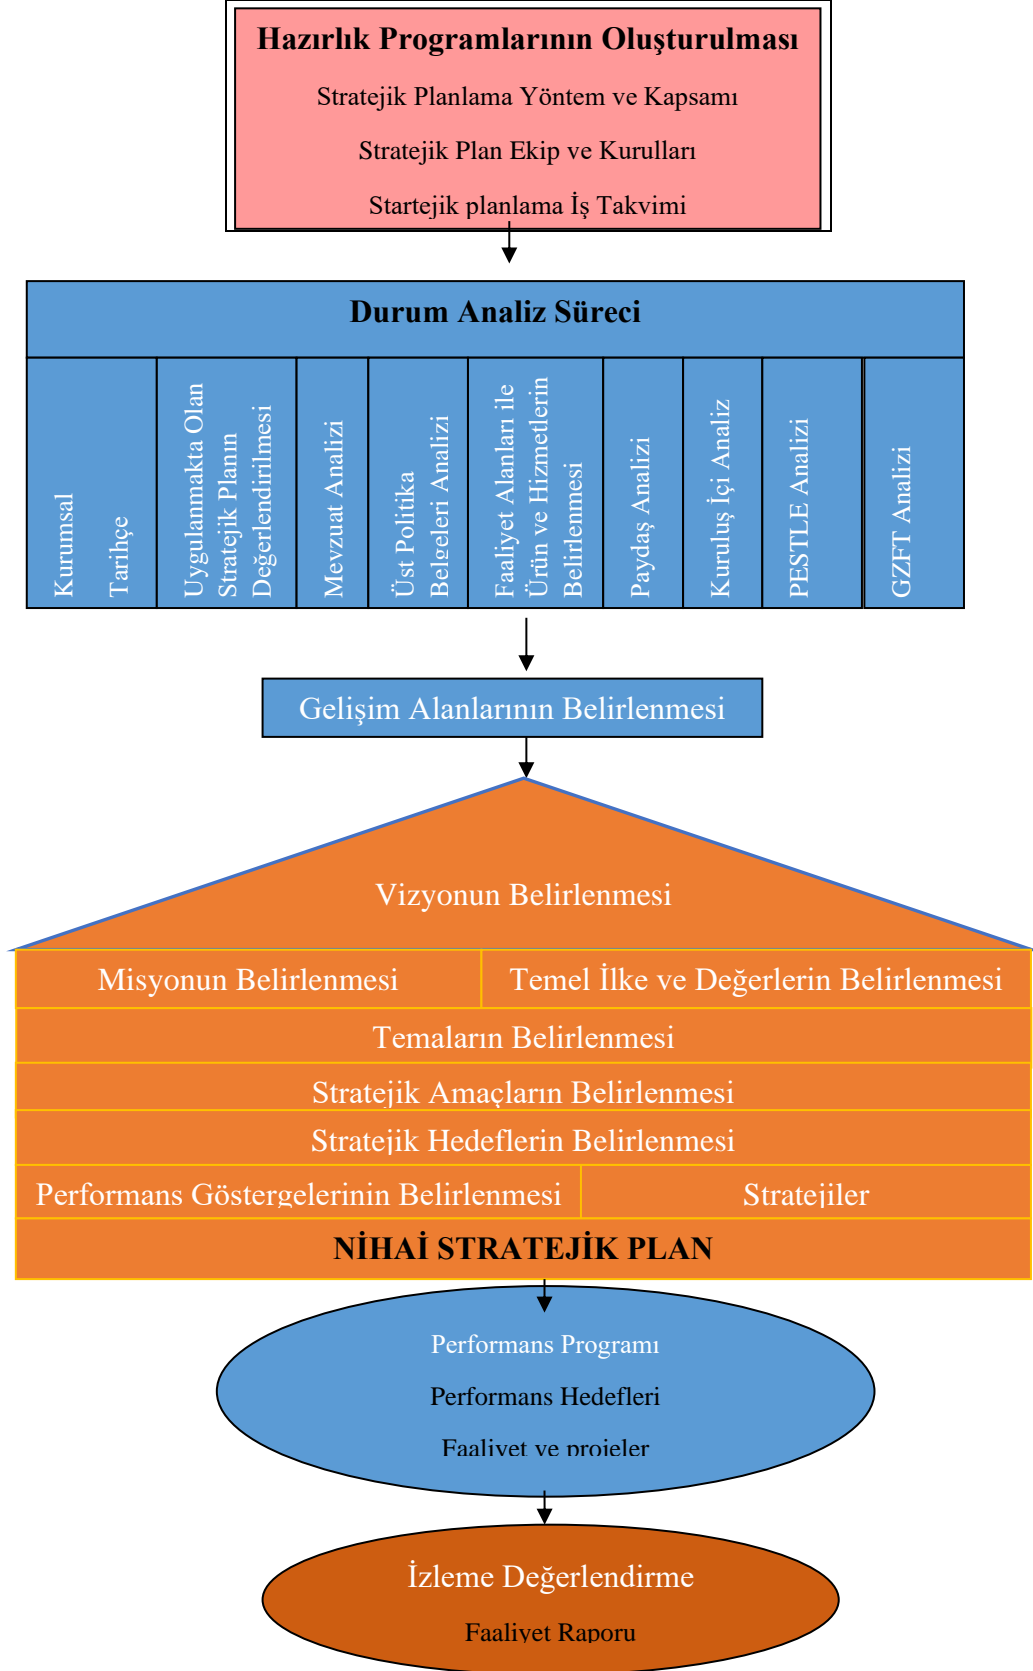 Hazırlık Programlarının Oluşturulması
Stratejik Planlama Yöntem ve Kapsamı
Stratejik Plan Ekip ve Kurulları
Startejik planlama İş Takvimi
Durum Analiz Süreci
Kurumsal
Tarihçe
Uygulanmakta Olan
Stratejik Planın
Değerlendirilmesi
Mevzuat Analizi
Üst Politika
Belgeleri Analizi
Faaliyet Alanları ile
Ürün ve Hizmetlerin
Belirlenmesi
Paydaş Analizi
Kuruluş İçi Analiz
PESTLE Analizi
GZFT Analizi
Gelişim Alanlarının Belirlenmesi
Vizyonun Belirlenmesi
Misyonun Belirlenmesi
Temel İlke ve Değerlerin Belirlenmesi
Temaların Belirlenmesi
Stratejik Amaçların Belirlenmesi
Stratejik Hedeflerin Belirlenmesi
Performans Göstergelerinin Belirlenmesi
Stratejiler
NİHAİ STRATEJİK PLAN
Performans Programı
Performans Hedefleri
Faaliyet ve projeler
İzleme Değerlendirme
Faaliyet Raporu